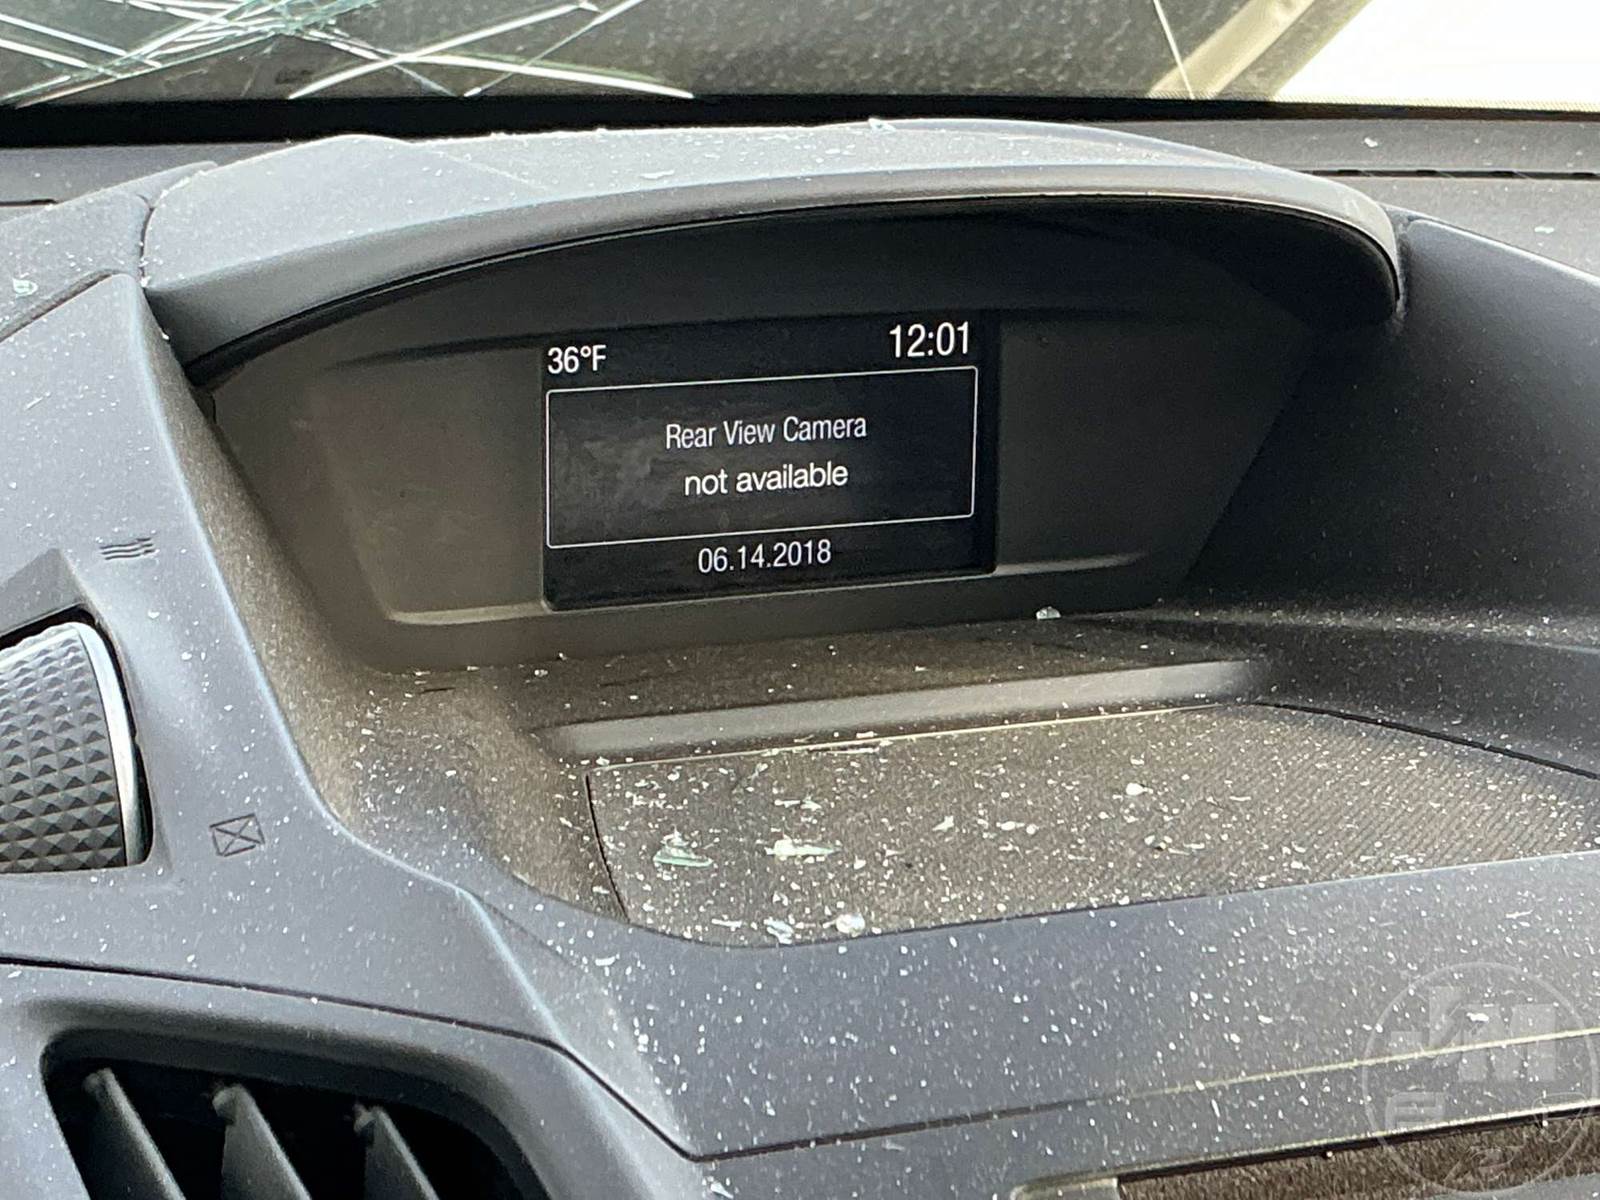 36°F 12:01
Rear View Camera
not available
06.14.2018